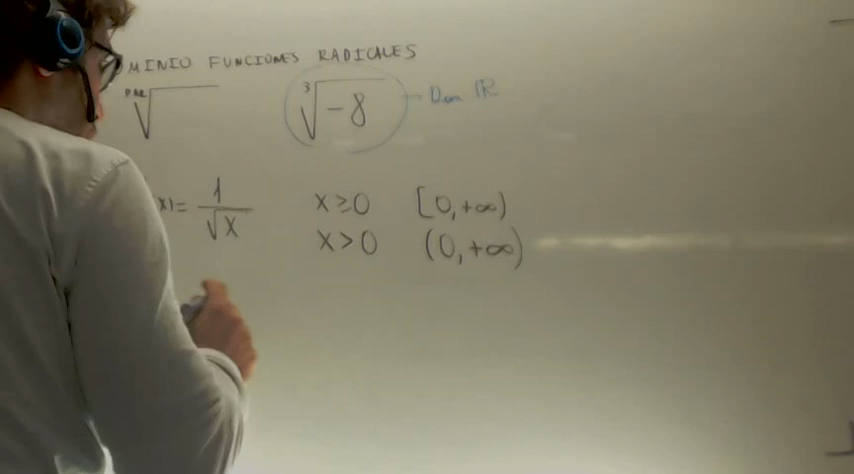 MINIO FUNCIONES RADICALES
PAR√ ∛-8 Dom ℝ
x)= 1/√x x≥0 [0,+∞)
x>0 (0,+∞)